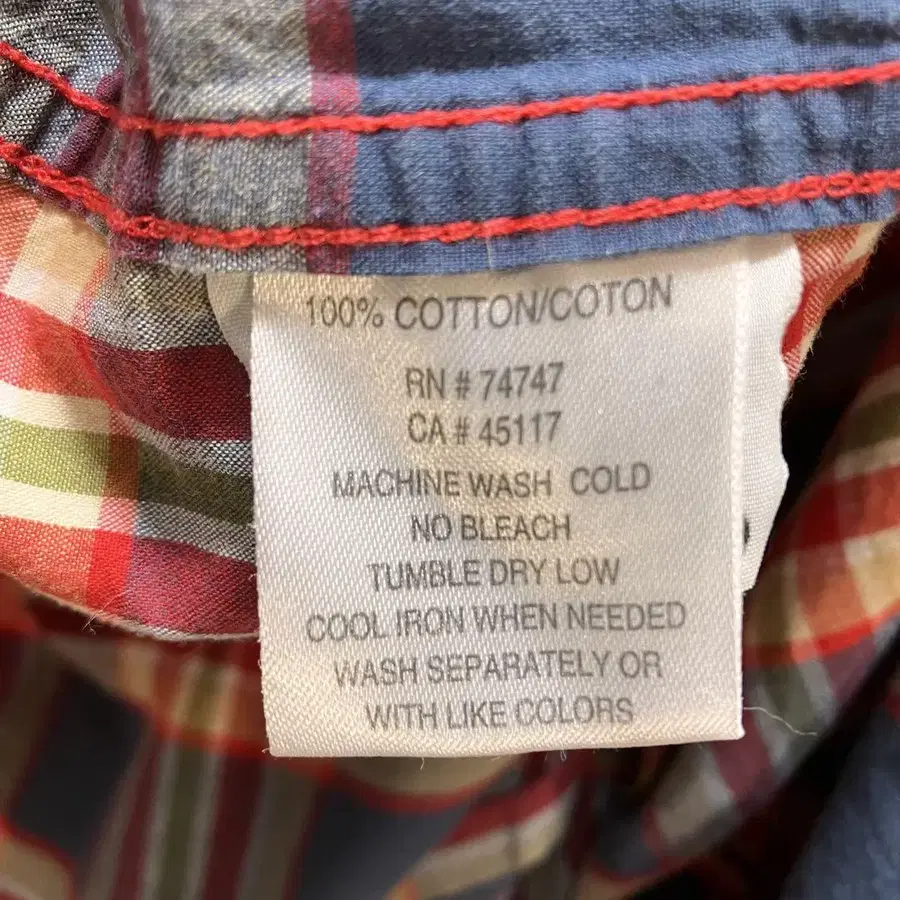 100% COTTON/COTON
RN # 74747
CA # 45117
MACHINE WASH COLD
NO BLEACH
TUMBLE DRY LOW
COOL IRON WHEN NEEDED
WASH SEPARATELY OR
WITH LIKE COLORS